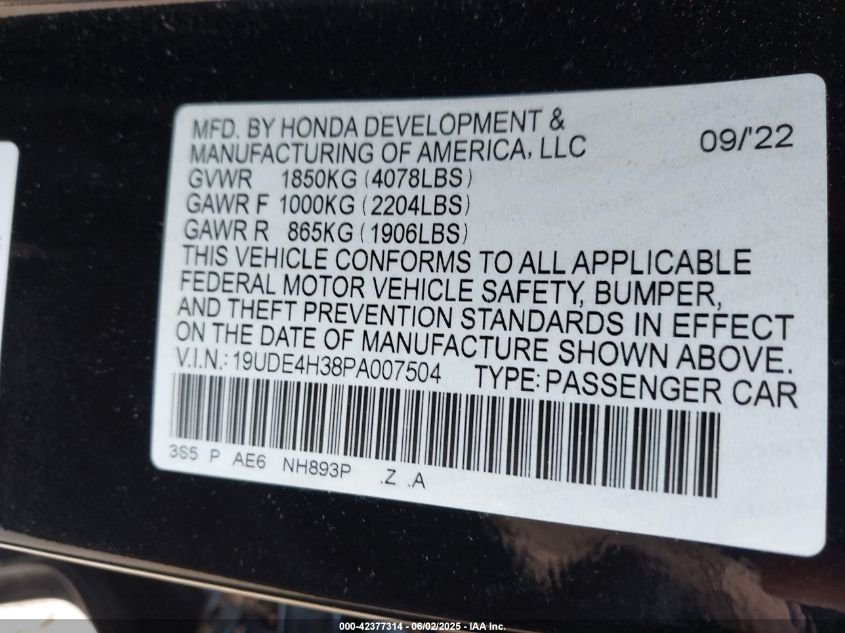 MFD. BY HONDA DEVELOPMENT &
MANUFACTURING OF AMERICA, LLC 09/'22
GVWR 1850KG (4078LBS)
GAWR F 1000KG (2204LBS)
GAWR R 865KG (1906LBS)
THIS VEHICLE CONFORMS TO ALL APPLICABLE
FEDERAL MOTOR VEHICLE SAFETY, BUMPER,
AND THEFT PREVENTION STANDARDS IN EFFECT
ON THE DATE OF MANUFACTURE SHOWN ABOVE.
V.I.N.: 19UDE4H38PA007504 TYPE: PASSENGER CAR
3S5 P AE6 NH893P .Z .A
000-42377314 - 06/02/2025 - IAA Inc.